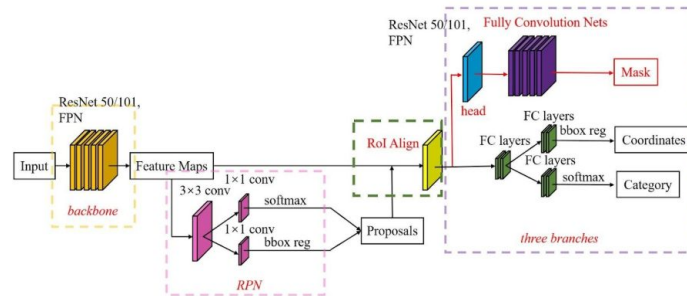 ResNet 50/101,
FPN
Fully Convolution Nets
Mask
head
ResNet 50/101,
FPN
RoI Align
FC layers
FC layers
bbox reg
Coordinates
Input
Feature Maps
FC layers
softmax
Category
backbone
3×3 conv
1×1 conv
softmax
1×1 conv
bbox reg
Proposals
three branches
RPN